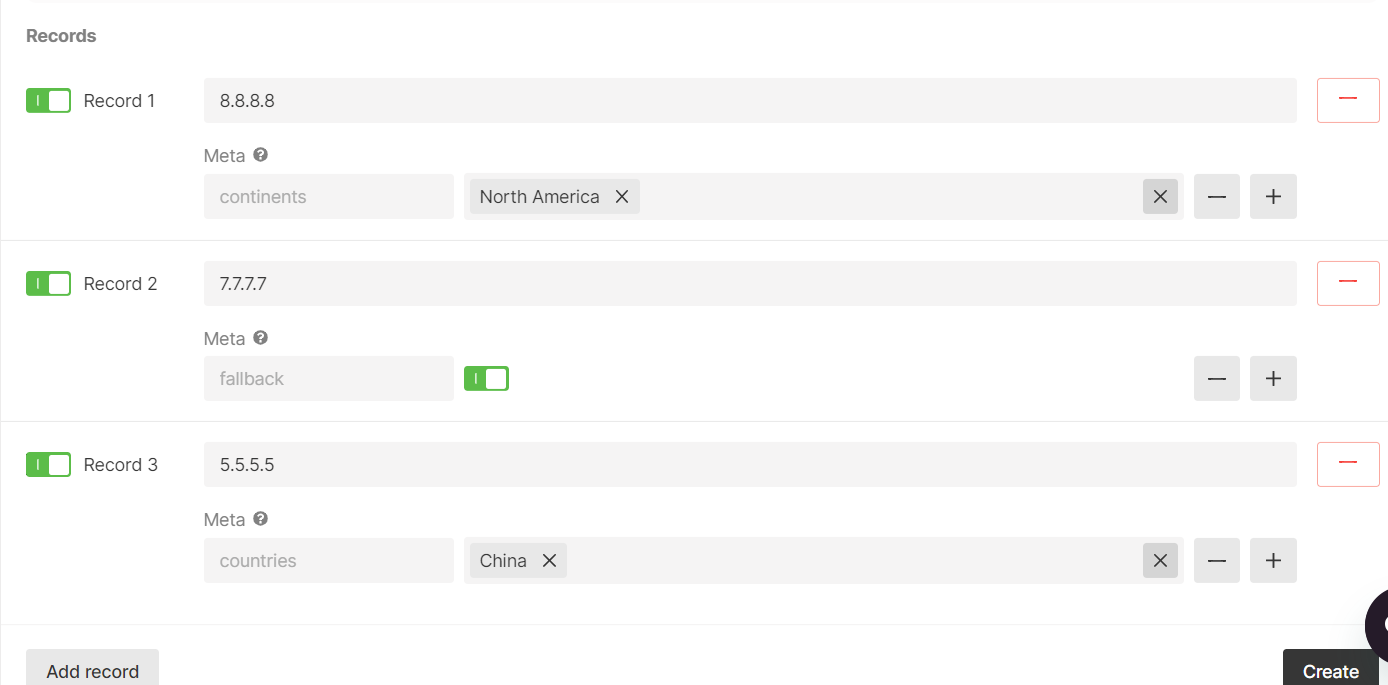 Records
Record 1
8.8.8.8
Meta
continents
North America
Record 2
7.7.7.7
Meta
fallback
Record 3
5.5.5.5
Meta
countries
China
Add record
Create